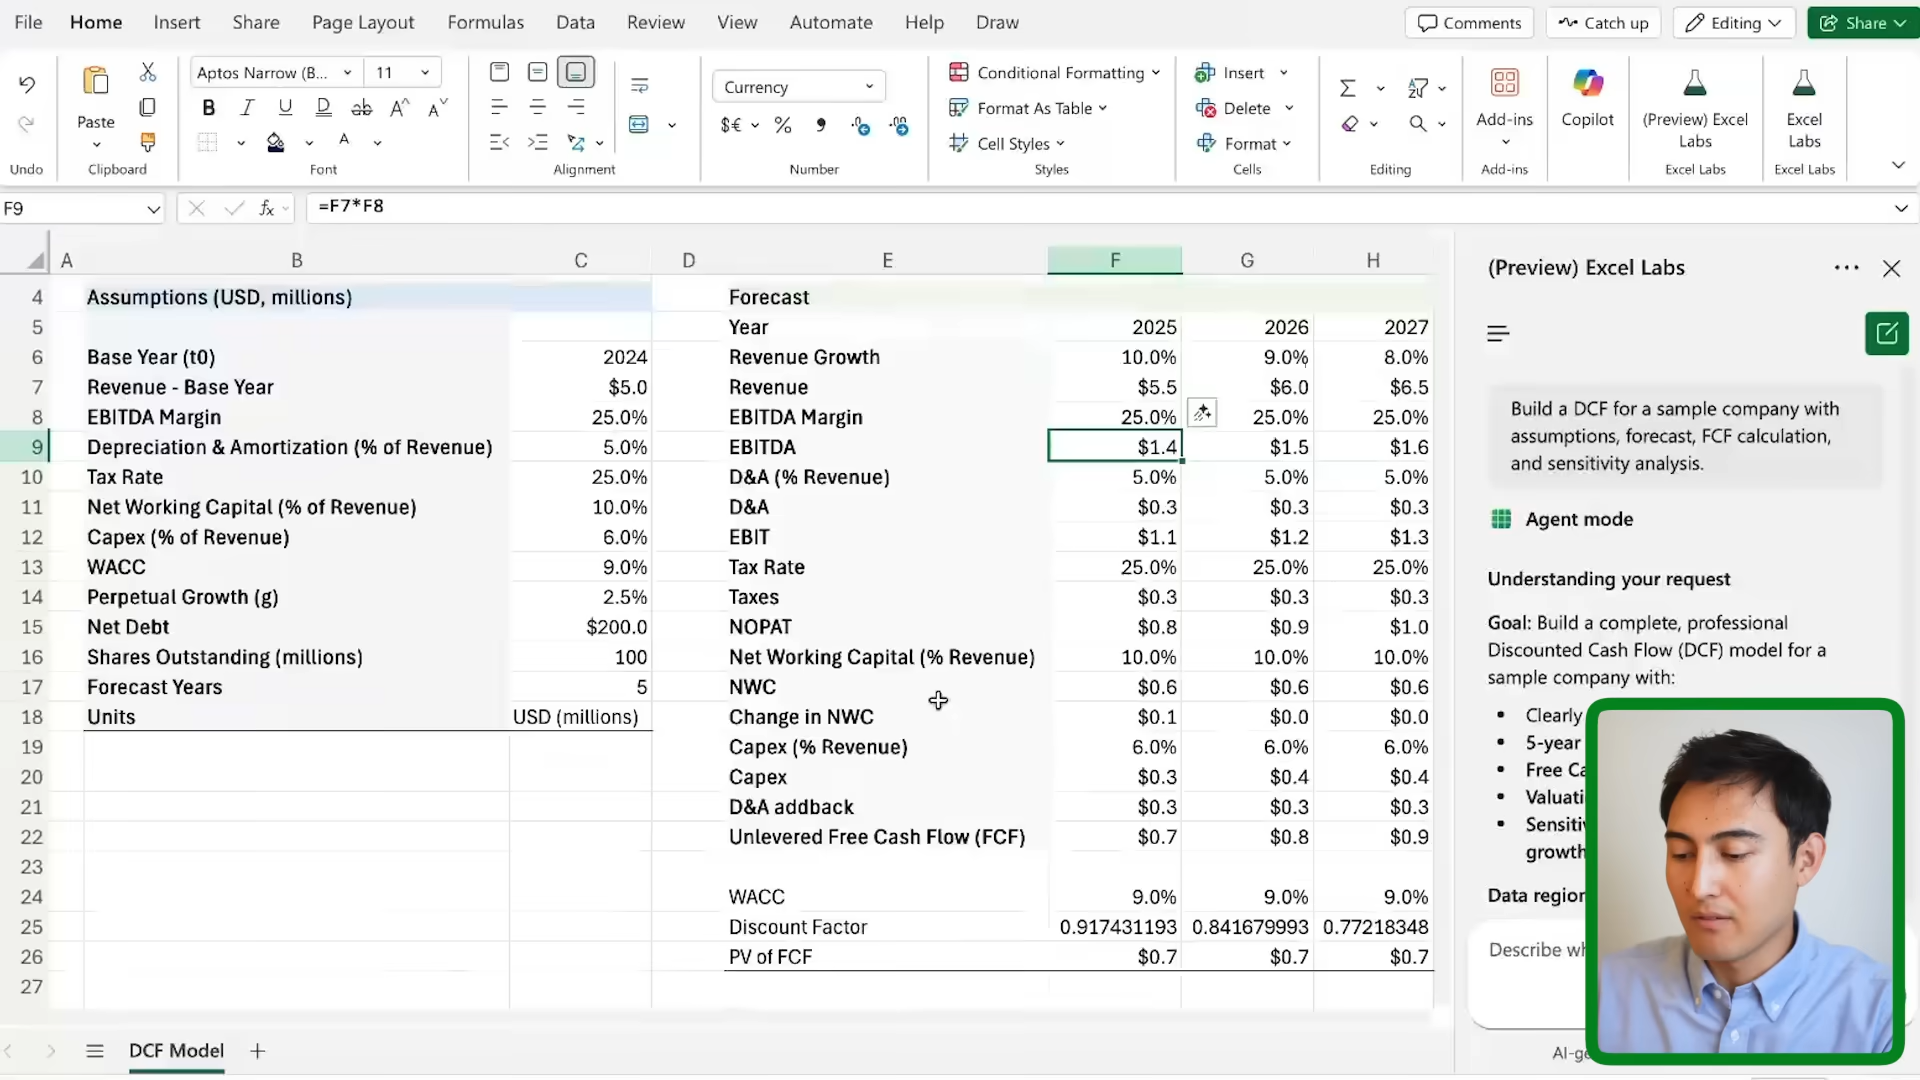 File Home Insert Share Page Layout Formulas Data Review View Automate Help Draw Comments Catch up Editing Share
Aptos Narrow (B... 11 Currency Conditional Formatting Insert
Paste B I U D ab A A $€ % 9 Format As Table Delete Add-ins Copilot (Preview) Excel Labs Excel Labs
A Cell Styles Format
Undo Clipboard Font Alignment Number Styles Cells Editing Add-ins Excel Labs Excel Labs
F9 fx =F7*F8
A B C D E F G H
4 Assumptions (USD, millions) Forecast
5 Year 2025 2026 2027
6 Base Year (t0) 2024 Revenue Growth 10.0% 9.0% 8.0%
7 Revenue - Base Year $5.0 Revenue $5.5 $6.0 $6.5
8 EBITDA Margin 25.0% EBITDA Margin 25.0% 25.0% 25.0%
9 Depreciation & Amortization (% of Revenue) 5.0% EBITDA $1.4 $1.5 $1.6
10 Tax Rate 25.0% D&A (% Revenue) 5.0% 5.0% 5.0%
11 Net Working Capital (% of Revenue) 10.0% D&A $0.3 $0.3 $0.3
12 Capex (% of Revenue) 6.0% EBIT $1.1 $1.2 $1.3
13 WACC 9.0% Tax Rate 25.0% 25.0% 25.0%
14 Perpetual Growth (g) 2.5% Taxes $0.3 $0.3 $0.3
15 Net Debt $200.0 NOPAT $0.8 $0.9 $1.0
16 Shares Outstanding (millions) 100 Net Working Capital (% Revenue) 10.0% 10.0% 10.0%
17 Forecast Years 5 NWC $0.6 $0.6 $0.6
18 Units USD (millions) Change in NWC $0.1 $0.0 $0.0
19 Capex (% Revenue) 6.0% 6.0% 6.0%
20 Capex $0.3 $0.4 $0.4
21 D&A addback $0.3 $0.3 $0.3
22 Unlevered Free Cash Flow (FCF) $0.7 $0.8 $0.9
23
24 WACC 9.0% 9.0% 9.0%
25 Discount Factor 0.917431193 0.841679993 0.77218348
26 PV of FCF $0.7 $0.7 $0.7
27
DCF Model
(Preview) Excel Labs
Build a DCF for a sample company with
assumptions, forecast, FCF calculation,
and sensitivity analysis.
Agent mode
Understanding your request
Goal: Build a complete, professional
Discounted Cash Flow (DCF) model for a
sample company with:
Clearly
5-year
Free
growth
Data
Describe